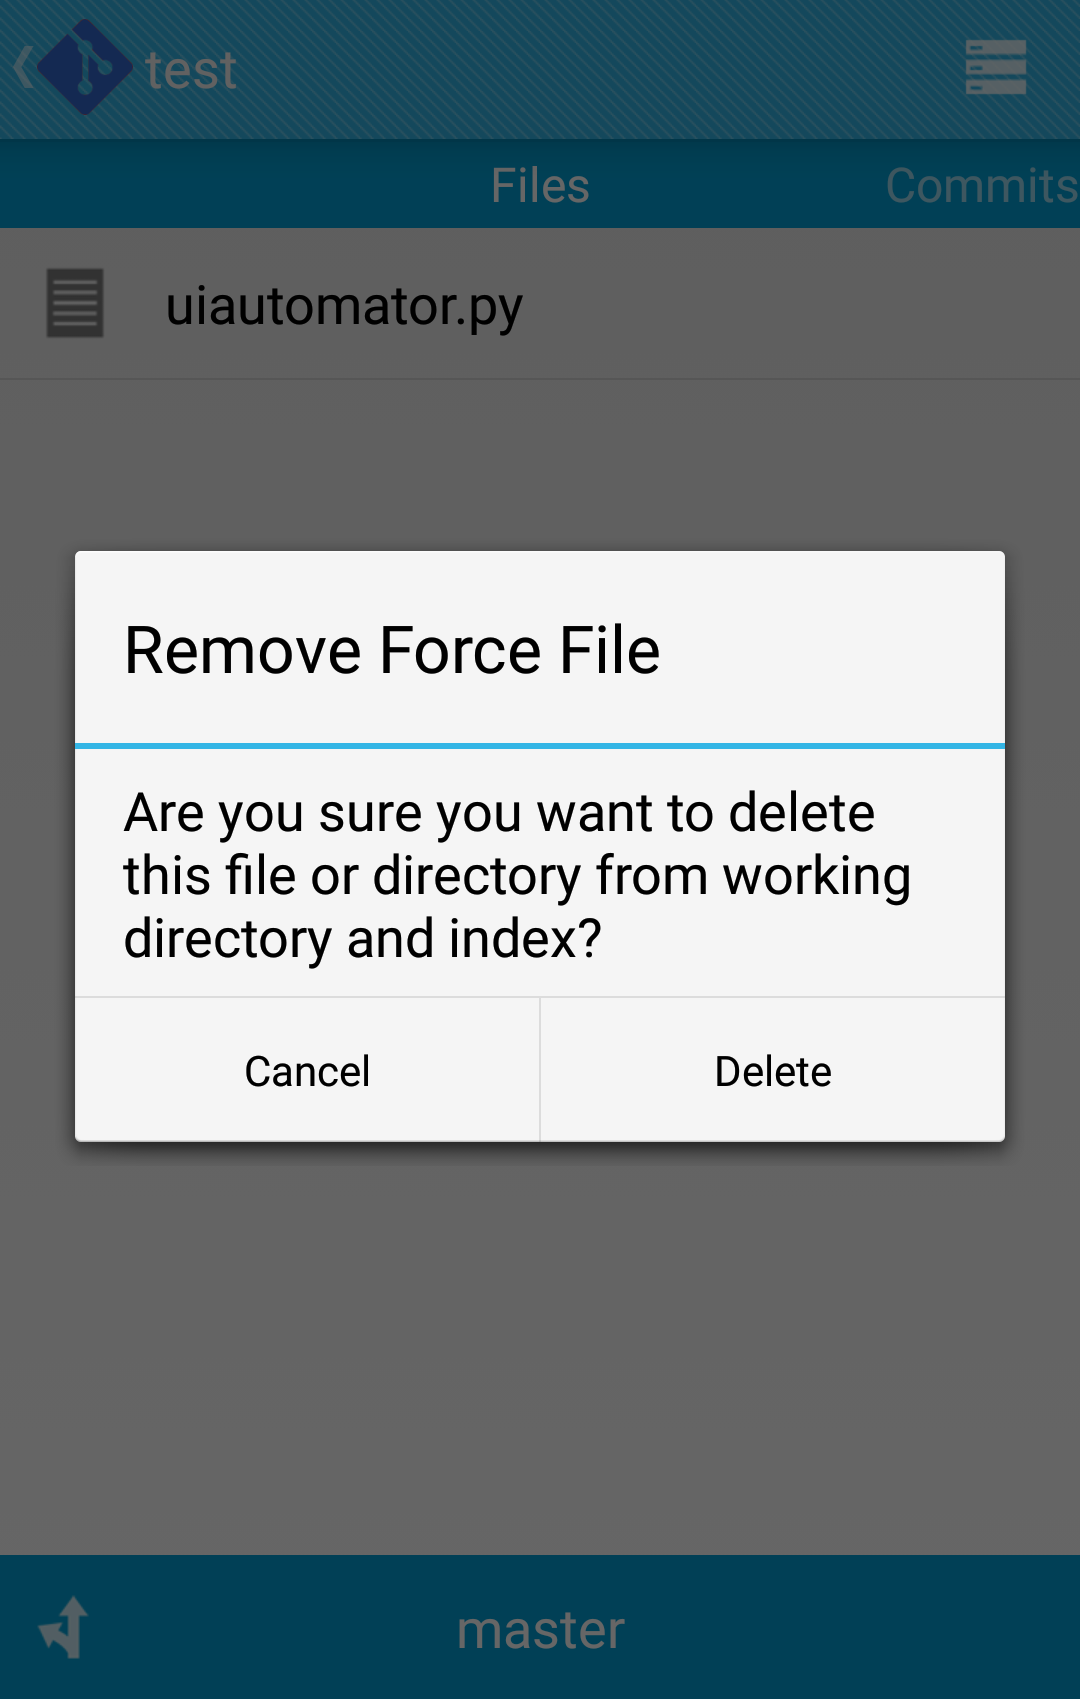 test
Files
Commits
uiautomator.py
Remove Force File
Are you sure you want to delete
this file or directory from working
directory and index?
Cancel
Delete
master